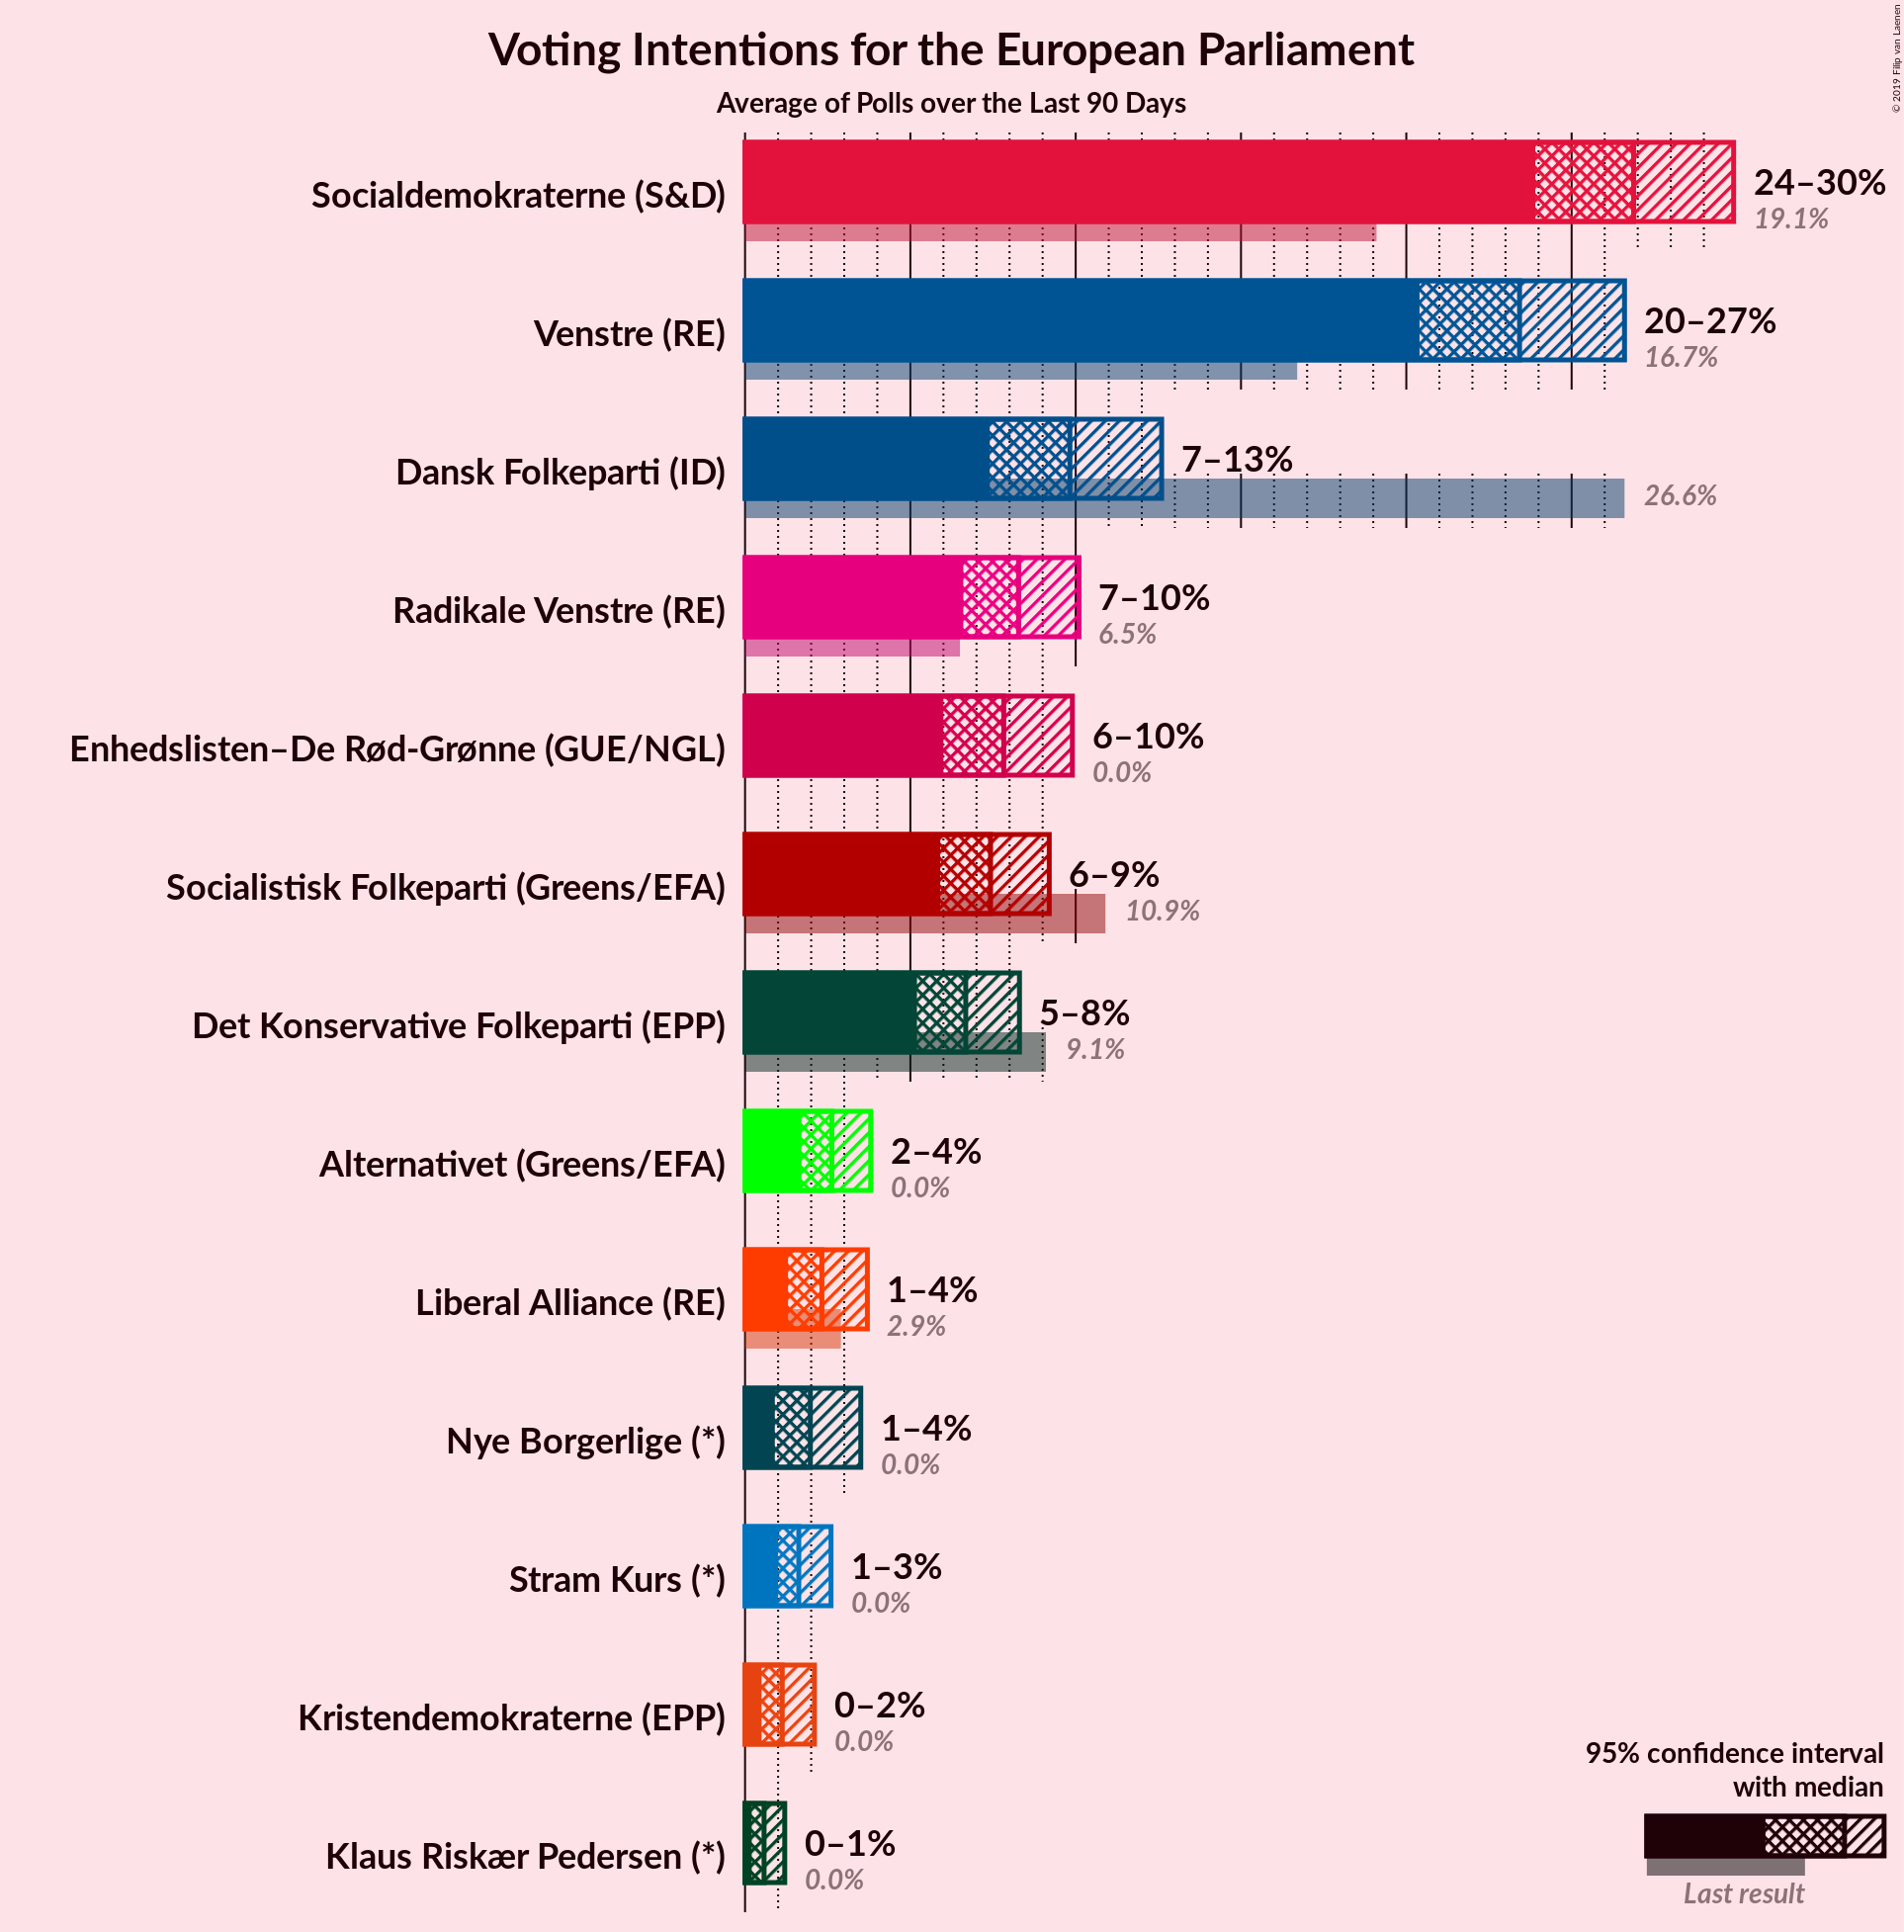 Voting Intentions for the European Parliament
Average of Polls over the Last 90 Days
© 2019 Filip van Laenen
Socialdemokraterne (S&D)
24–30%
19.1%
Venstre (RE)
20–27%
16.7%
Dansk Folkeparti (ID)
7–13%
26.6%
Radikale Venstre (RE)
7–10%
6.5%
Enhedslisten–De Rød-Grønne (GUE/NGL)
6–10%
0.0%
Socialistisk Folkeparti (Greens/EFA)
6–9%
10.9%
Det Konservative Folkeparti (EPP)
5–8%
9.1%
Alternativet (Greens/EFA)
2–4%
0.0%
Liberal Alliance (RE)
1–4%
2.9%
Nye Borgerlige (*)
1–4%
0.0%
Stram Kurs (*)
1–3%
0.0%
Kristendemokraterne (EPP)
0–2%
0.0%
Klaus Riskær Pedersen (*)
0–1%
0.0%
95% confidence interval
with median
Last result